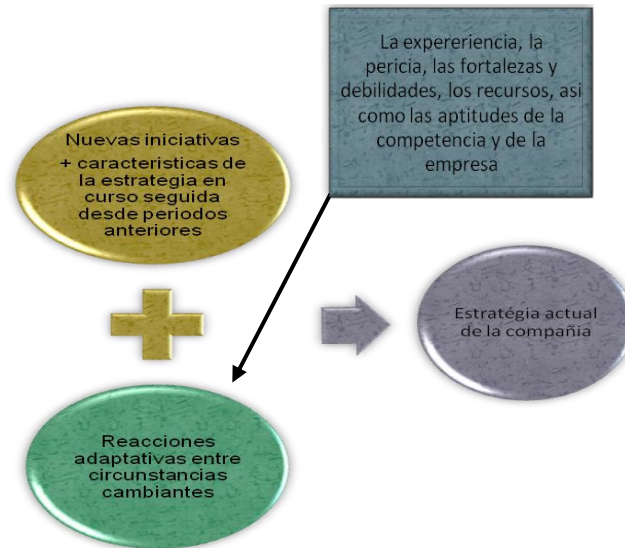 La expereriencia, la
pericia, las fortalezas y
debilidades, los recursos, asi
como las aptitudes de la
competencia y de la
empresa
Nuevas iniciativas
+ caracteristicas de
la estrategia en
curso seguida
desde periodos
anteriores
Estratégia actual
de la compañia
Reacciones
adaptativas entre
circunstancias
cambiantes